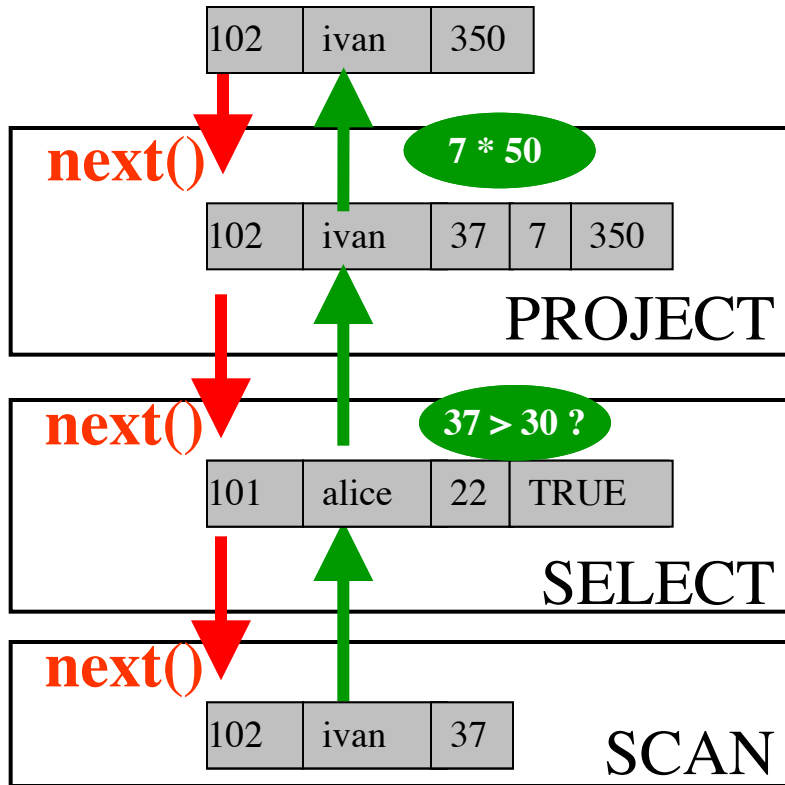 102 ivan 350
next() 7 * 50
102 ivan 37 7 350
PROJECT
next() 37 > 30 ?
101 alice 22 TRUE
SELECT
next()
102 ivan 37
SCAN